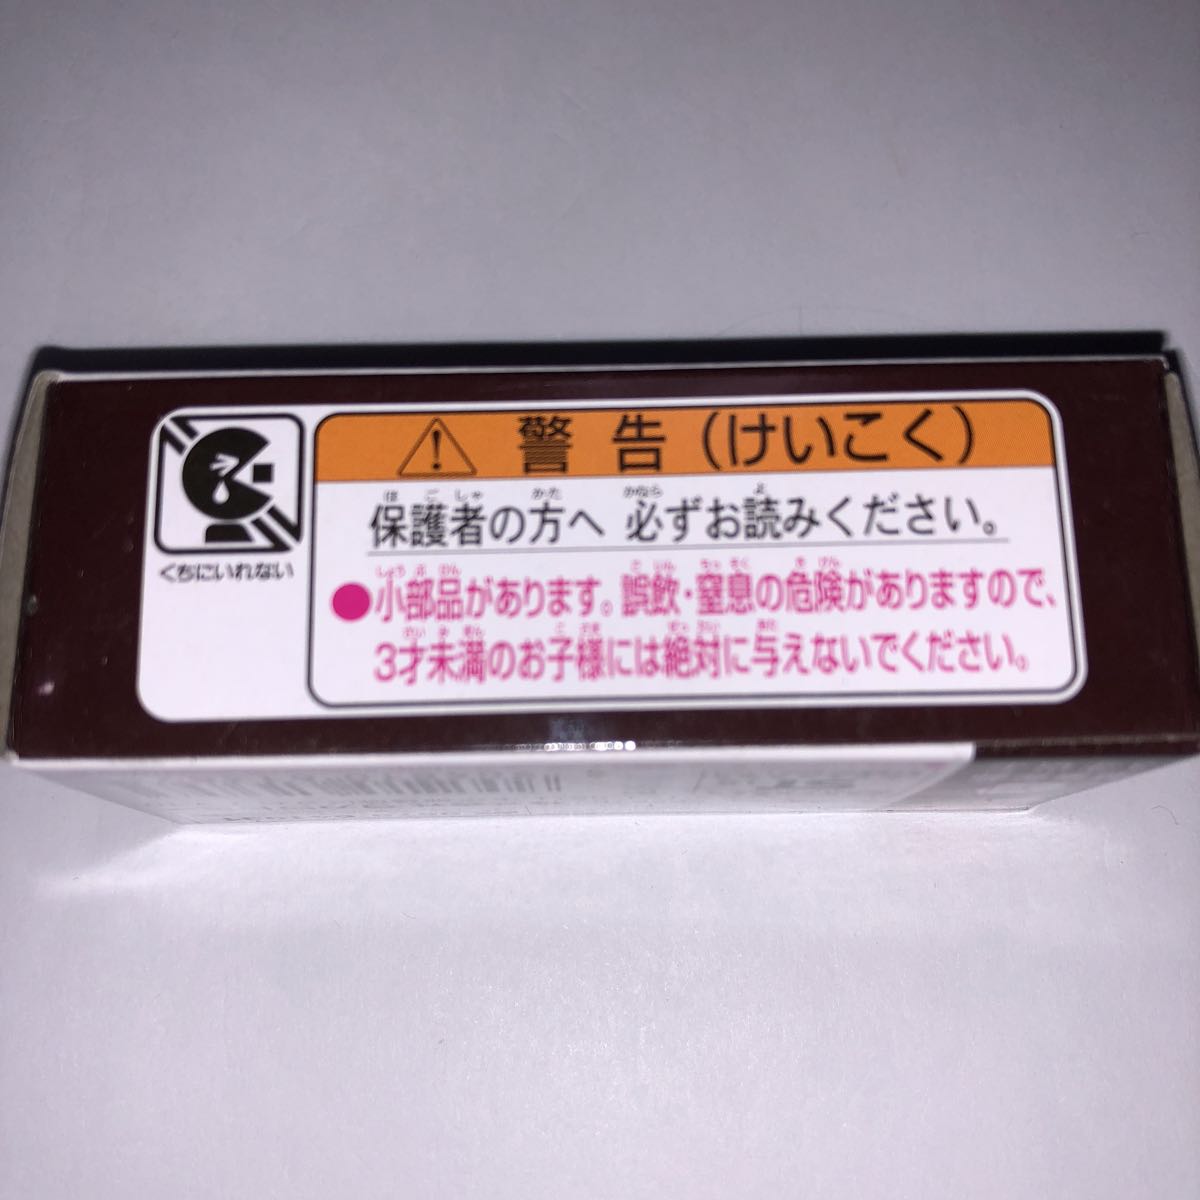 警告(けいこく)
保護者の方へ 必ずお読みください。
●小部品があります。誤飲・窒息の危険がありますので、
3才未満のお子様には絶対に与えないでください。
くちにいれない